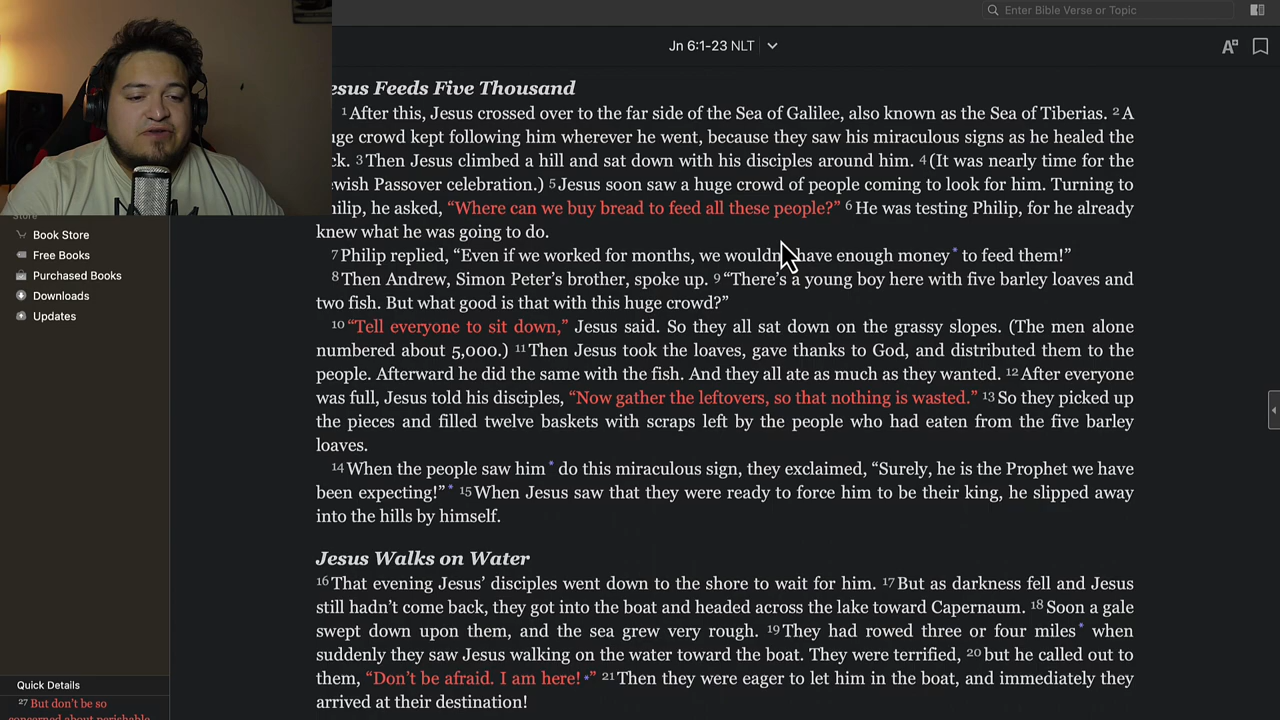 Enter Bible Verse or Topic
Jn 6:1-23 NLT
esus Feeds Five Thousand
1 After this, Jesus crossed over to the far side of the Sea of Galilee, also known as the Sea of Tiberias. 2 A
uge crowd kept following him wherever he went, because they saw his miraculous signs as he healed the
ck. 3 Then Jesus climbed a hill and sat down with his disciples around him. 4 (It was nearly time for the
ewish Passover celebration.) 5 Jesus soon saw a huge crowd of people coming to look for him. Turning to
hilip, he asked, “Where can we buy bread to feed all these people?” 6 He was testing Philip, for he already
knew what he was going to do.
7 Philip replied, “Even if we worked for months, we wouldn have enough money * to feed them!”
8 Then Andrew, Simon Peter’s brother, spoke up. 9 “There’s a young boy here with five barley loaves and
two fish. But what good is that with this huge crowd?”
10 “Tell everyone to sit down,” Jesus said. So they all sat down on the grassy slopes. (The men alone
numbered about 5,000.) 11 Then Jesus took the loaves, gave thanks to God, and distributed them to the
people. Afterward he did the same with the fish. And they all ate as much as they wanted. 12 After everyone
was full, Jesus told his disciples, “Now gather the leftovers, so that nothing is wasted.” 13 So they picked up
the pieces and filled twelve baskets with scraps left by the people who had eaten from the five barley
loaves.
14 When the people saw him * do this miraculous sign, they exclaimed, “Surely, he is the Prophet we have
been expecting!” * 15 When Jesus saw that they were ready to force him to be their king, he slipped away
into the hills by himself.
Jesus Walks on Water
16 That evening Jesus’ disciples went down to the shore to wait for him. 17 But as darkness fell and Jesus
still hadn’t come back, they got into the boat and headed across the lake toward Capernaum. 18 Soon a gale
swept down upon them, and the sea grew very rough. 19 They had rowed three or four miles * when
suddenly they saw Jesus walking on the water toward the boat. They were terrified, 20 but he called out to
them, “Don’t be afraid. I am here! *” 21 Then they were eager to let him in the boat, and immediately they
arrived at their destination!
Store
Book Store
Free Books
Purchased Books
Downloads
Updates
Quick Details
27 But don’t be so
concerned about perishable